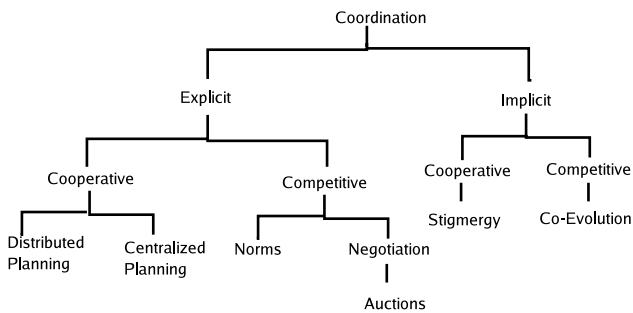 Coordination
Explicit
Implicit
Cooperative
Competitive
Cooperative
Competitive
Distributed
Planning
Centralized
Planning
Norms
Negotiation
Stigmergy
Co-Evolution
Auctions